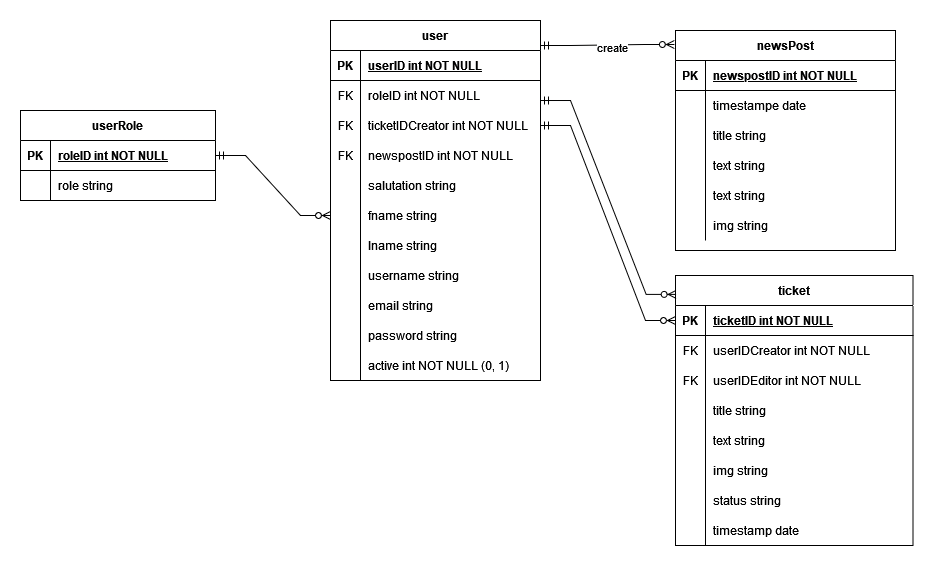 user
PK userID int NOT NULL
FK roleID int NOT NULL
FK ticketIDCreator int NOT NULL
FK newspostID int NOT NULL
salutation string
fname string
lname string
username string
email string
password string
active int NOT NULL (0, 1)
create
newsPost
PK newspostID int NOT NULL
timestampe date
title string
text string
text string
img string
userRole
PK roleID int NOT NULL
role string
ticket
PK ticketID int NOT NULL
FK userIDCreator int NOT NULL
FK userIDEditor int NOT NULL
title string
text string
img string
status string
timestamp date